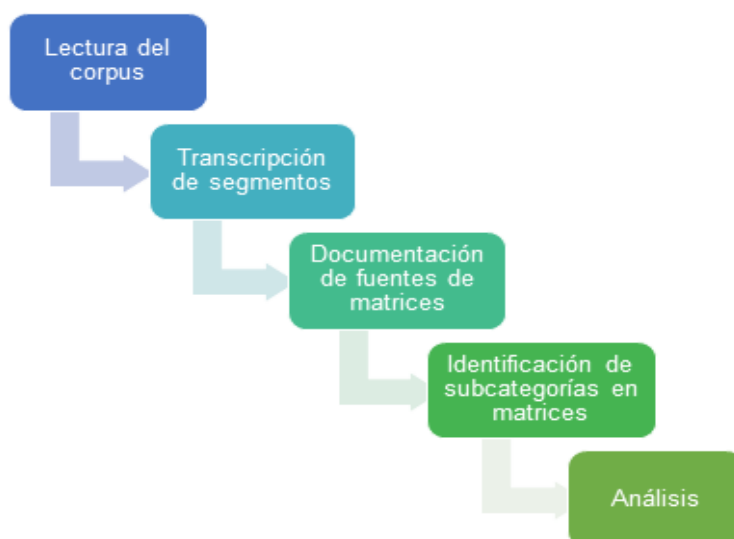 Lectura del
corpus
Transcripción
de segmentos
Documentación
de fuentes de
matrices
Identificación de
subcategorías en
matrices
Análisis